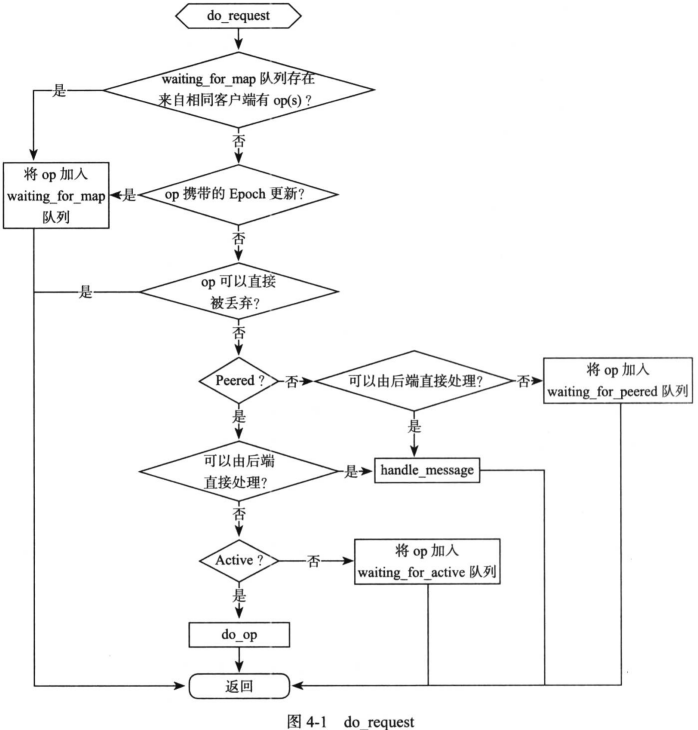 do_request
waiting_for_map 队列存在
来自相同客户端有 op(s)？
是
否
将 op 加入
waiting_for_map
队列
是
op 携带的 Epoch 更新?
否
是
op 可以直接
被丢弃?
否
Peered？
否
可以由后端直接处理?
否
将 op 加入
waiting_for_peered 队列
是
是
可以由后端
直接处理?
是
handle_message
否
Active？
否
将 op 加入
waiting_for_active 队列
是
do_op
返回
图 4-1 do_request